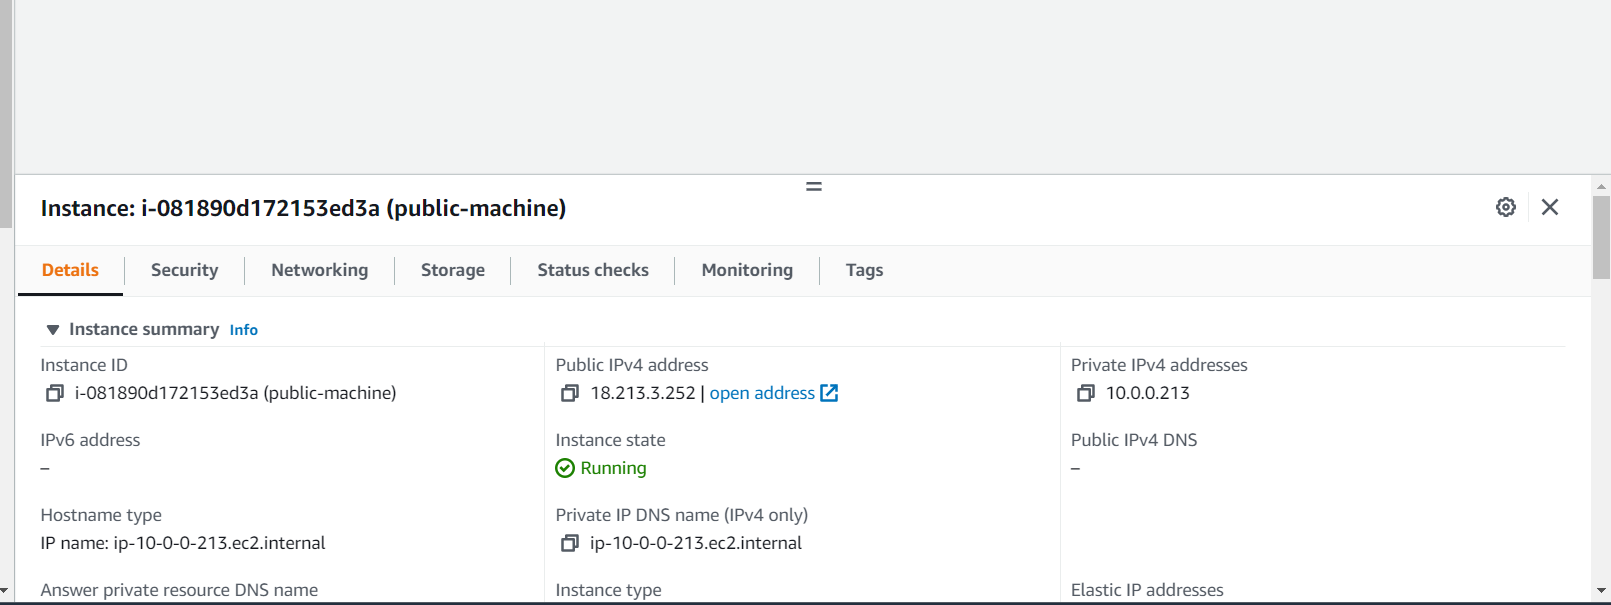 Instance: i-081890d172153ed3a (public-machine)
Details
Security
Networking
Storage
Status checks
Monitoring
Tags
Instance summary Info
Instance ID
i-081890d172153ed3a (public-machine)
Public IPv4 address
18.213.3.252 | open address
Private IPv4 addresses
10.0.0.213
IPv6 address
–
Instance state
Running
Public IPv4 DNS
–
Hostname type
IP name: ip-10-0-0-213.ec2.internal
Private IP DNS name (IPv4 only)
ip-10-0-0-213.ec2.internal
Answer private resource DNS name
Instance type
Elastic IP addresses